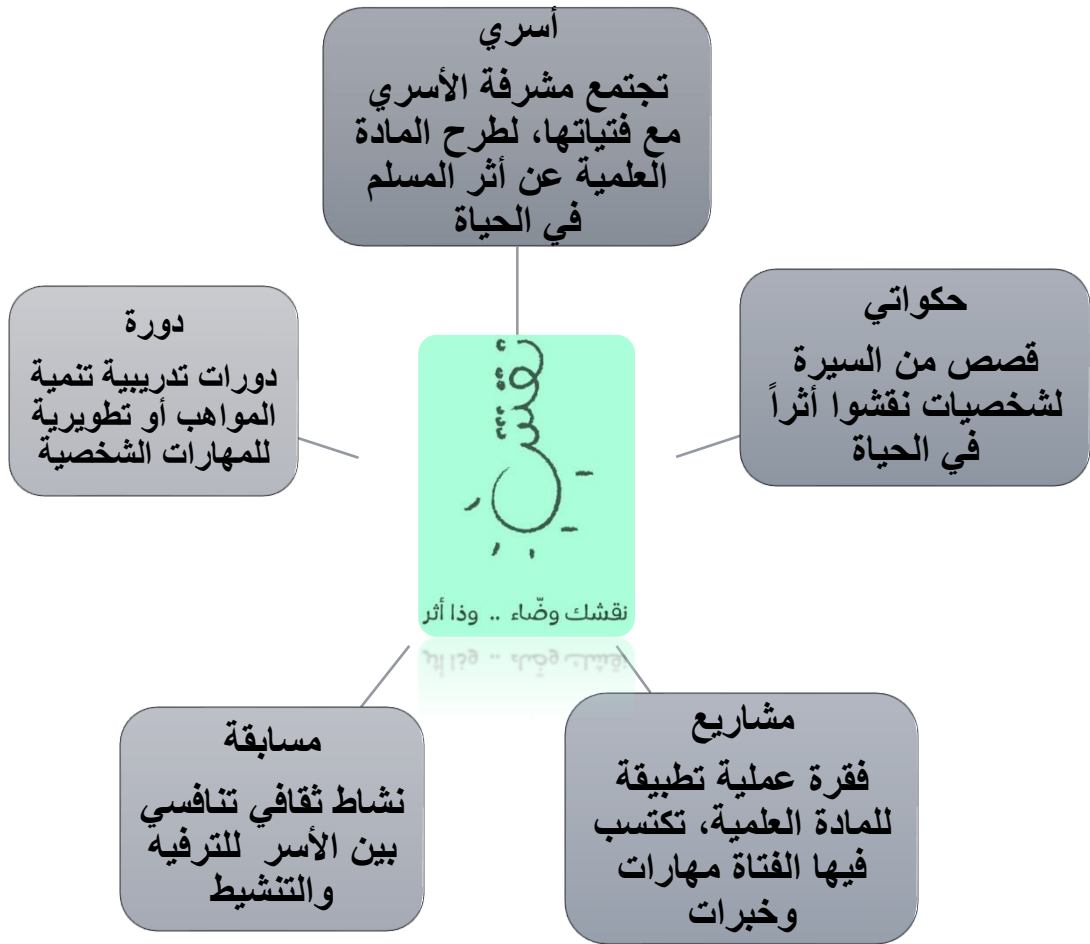 أسري
تجتمع مشرفة الأسري
مع فتياتها، لطرح المادة
العلمية عن أثر المسلم
في الحياة
حكواتي
قصص من السيرة
لشخصيات نقشوا أثراً
في الحياة
دورة
دورات تدريبية تنمية
المواهب أو تطويرية
للمهارات الشخصية
نقش
نقشك وضّاء .. وذا أثر
مشاريع
فقرة عملية تطبيقة
للمادة العلمية، تكتسب
فيها الفتاة مهارات
وخبرات
مسابقة
نشاط ثقافي تنافسي
بين الأسر للترفيه
والتنشيط